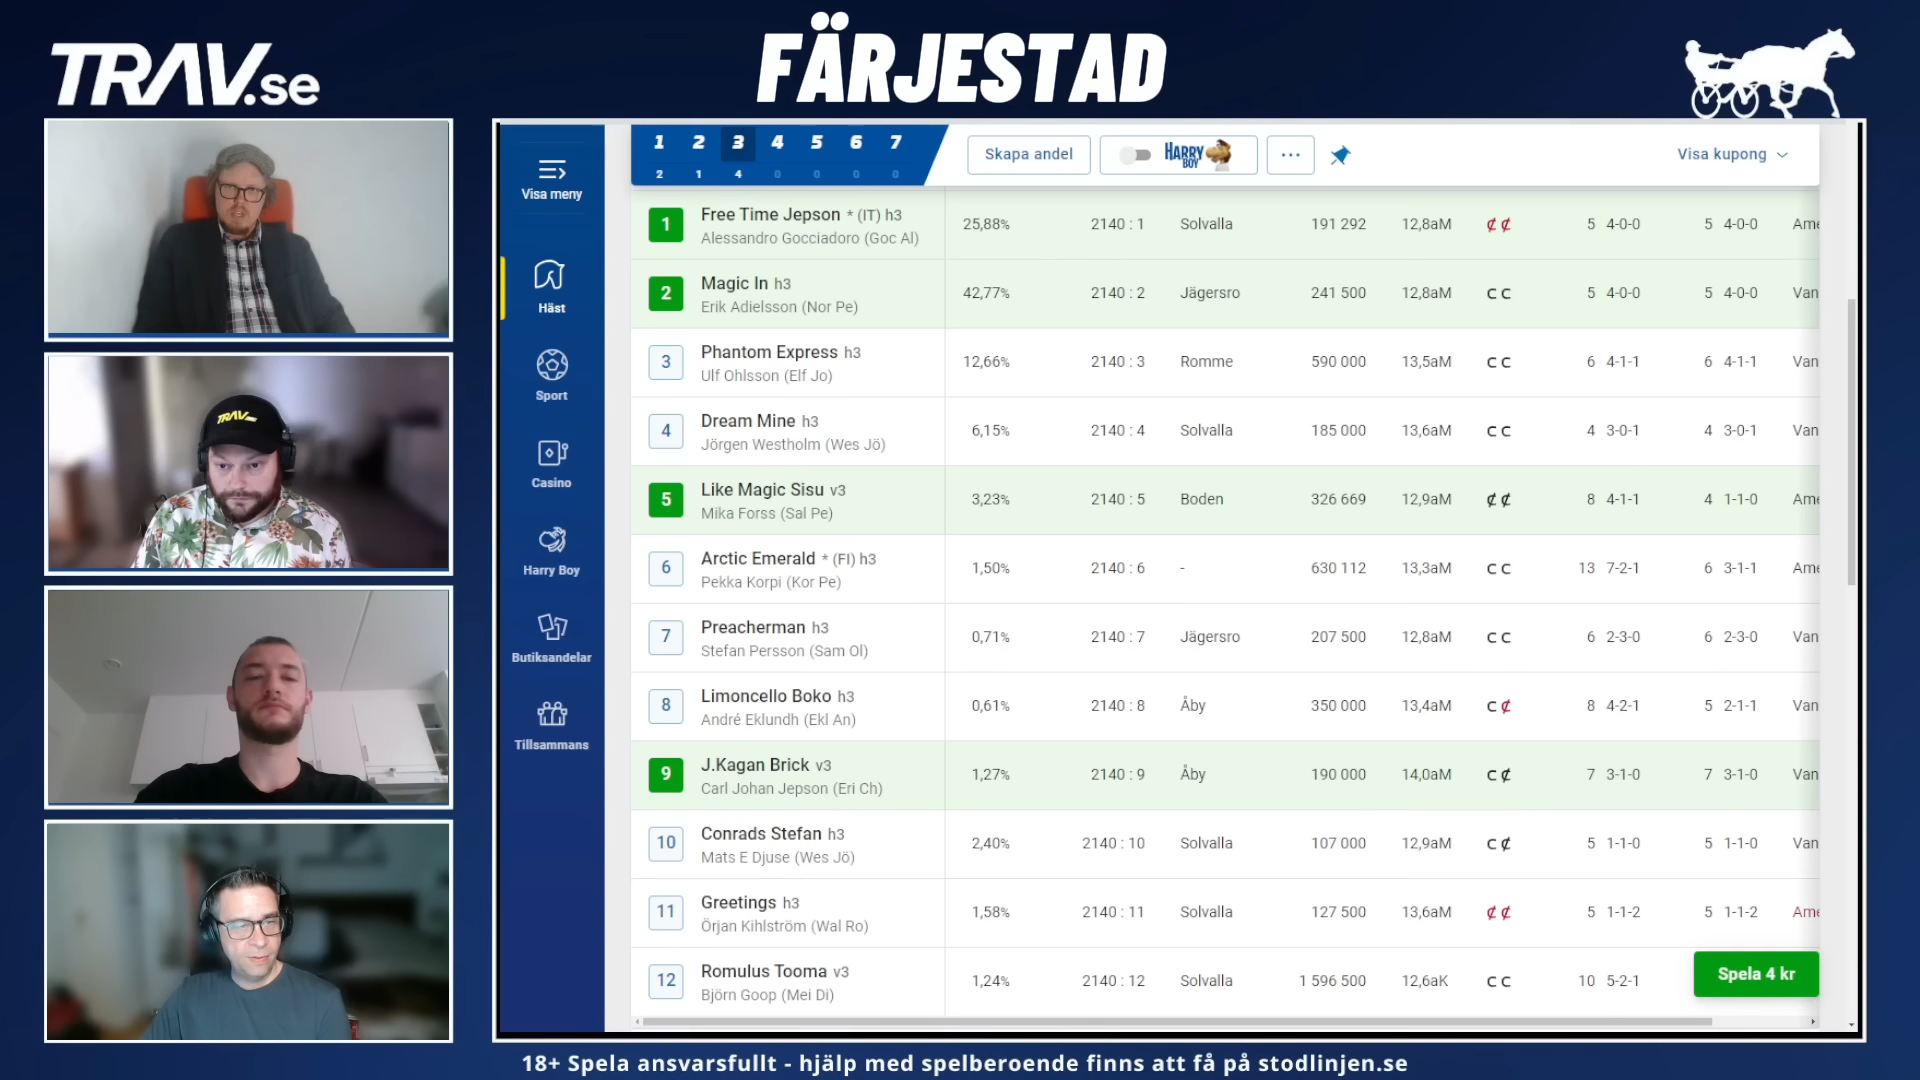 TRAV.se
FÄRJESTAD
TRAV.se
Visa meny
Häst
Sport
Casino
Harry Boy
Butiksandelar
Tillsammans
1 2 3 4 5 6 7
2 1 4 0 0 0 0
Skapa andel
HARRY BOY
...
Visa kupong
1 Free Time Jepson * (IT) h3 25,88% 2140 : 1 Solvalla 191 292 12,8aM ¢ ¢ 5 4-0-0 5 4-0-0 Ame
Alessandro Gocciadoro (Goc Al)
2 Magic In h3 42,77% 2140 : 2 Jägersro 241 500 12,8aM C C 5 4-0-0 5 4-0-0 Van
Erik Adielsson (Nor Pe)
3 Phantom Express h3 12,66% 2140 : 3 Romme 590 000 13,5aM C C 6 4-1-1 6 4-1-1 Van
Ulf Ohlsson (Elf Jo)
4 Dream Mine h3 6,15% 2140 : 4 Solvalla 185 000 13,6aM C C 4 3-0-1 4 3-0-1 Van
Jörgen Westholm (Wes Jö)
5 Like Magic Sisu v3 3,23% 2140 : 5 Boden 326 669 12,9aM ¢ ¢ 8 4-1-1 4 1-1-0 Ame
Mika Forss (Sal Pe)
6 Arctic Emerald * (FI) h3 1,50% 2140 : 6 - 630 112 13,3aM C C 13 7-2-1 6 3-1-1 Ame
Pekka Korpi (Kor Pe)
7 Preacherman h3 0,71% 2140 : 7 Jägersro 207 500 12,8aM C C 6 2-3-0 6 2-3-0 Van
Stefan Persson (Sam Ol)
8 Limoncello Boko h3 0,61% 2140 : 8 Åby 350 000 13,4aM C ¢ 8 4-2-1 5 2-1-1 Van
André Eklundh (Ekl An)
9 J.Kagan Brick v3 1,27% 2140 : 9 Åby 190 000 14,0aM C ¢ 7 3-1-0 7 3-1-0 Van
Carl Johan Jepson (Eri Ch)
10 Conrads Stefan h3 2,40% 2140 : 10 Solvalla 107 000 12,9aM C ¢ 5 1-1-0 5 1-1-0 Van
Mats E Djuse (Wes Jö)
11 Greetings h3 1,58% 2140 : 11 Solvalla 127 500 13,6aM ¢ ¢ 5 1-1-2 5 1-1-2 Ame
Örjan Kihlström (Wal Ro)
12 Romulus Tooma v3 1,24% 2140 : 12 Solvalla 1 596 500 12,6aK C C 10 5-2-1
Björn Goop (Mei Di)
Spela 4 kr
18+ Spela ansvarsfullt - hjälp med spelberoende finns att få på stodlinjen.se